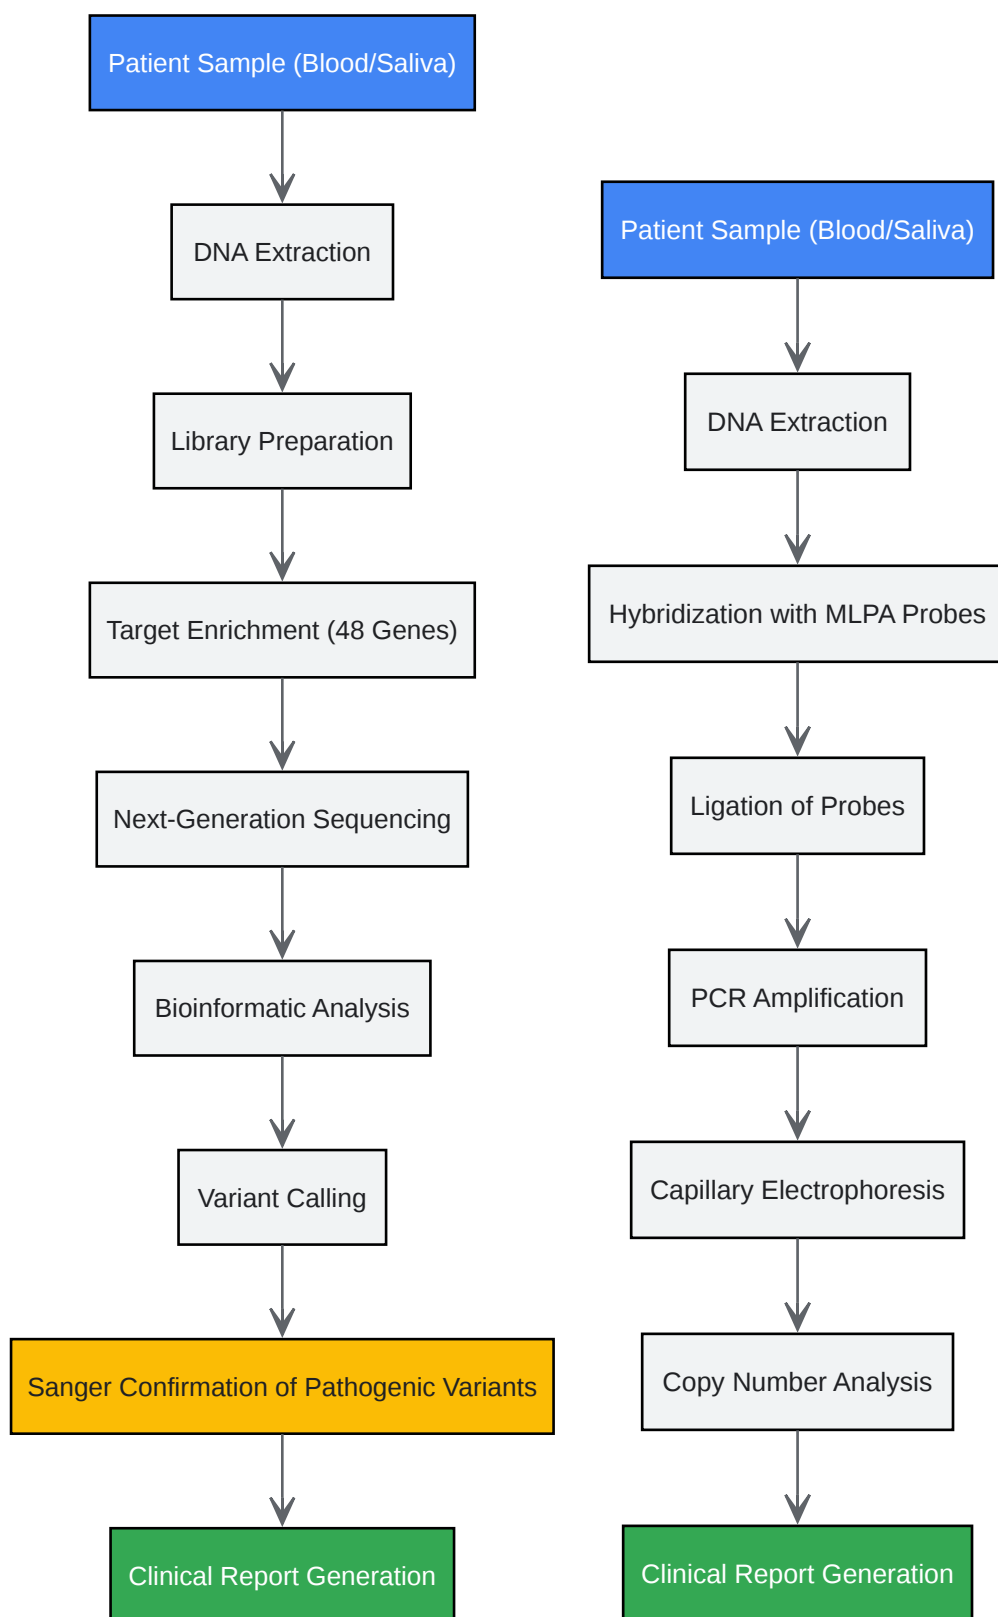 Patient Sample (Blood/Saliva)
DNA Extraction
Library Preparation
Target Enrichment (48 Genes)
Next-Generation Sequencing
Bioinformatic Analysis
Variant Calling
Sanger Confirmation of Pathogenic Variants
Clinical Report Generation
Patient Sample (Blood/Saliva)
DNA Extraction
Hybridization with MLPA Probes
Ligation of Probes
PCR Amplification
Capillary Electrophoresis
Copy Number Analysis
Clinical Report Generation